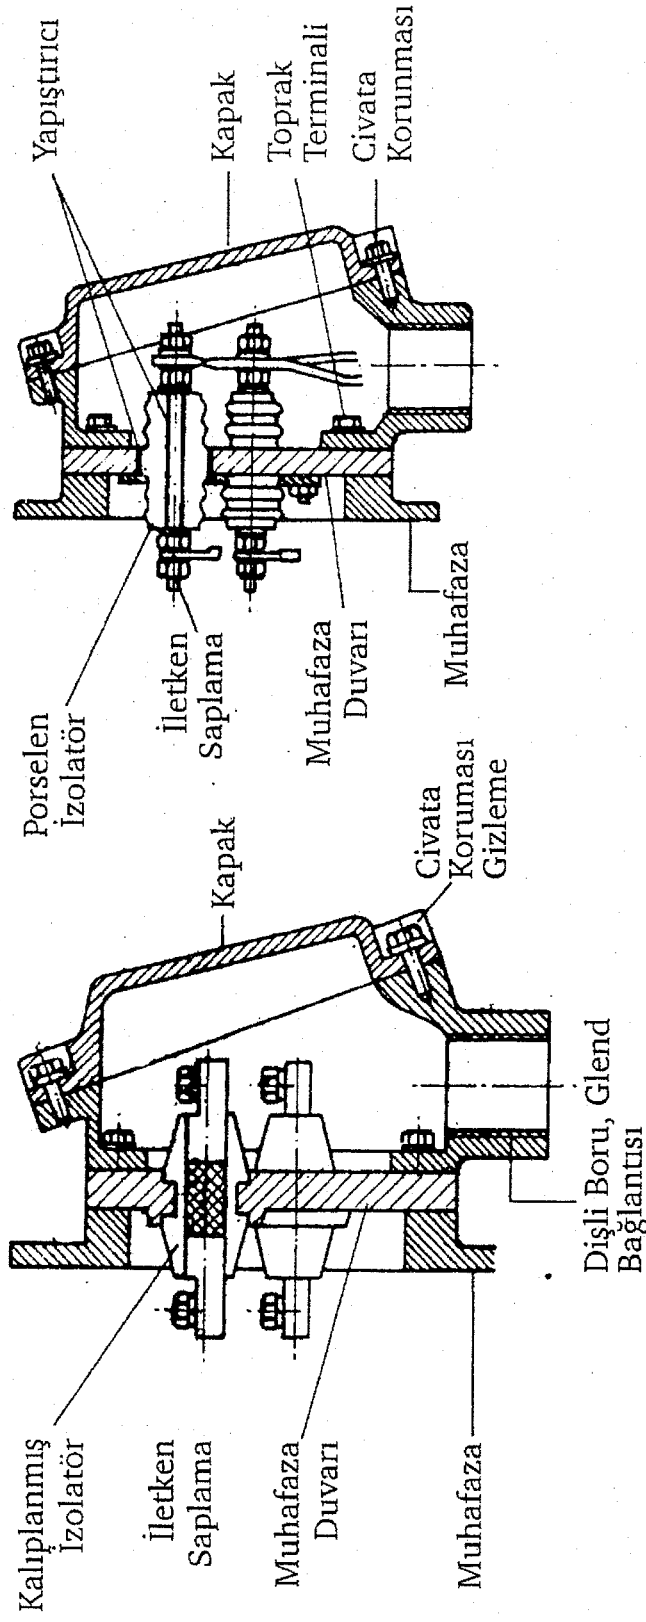 Kalıplanmış
İzolatör
İletken
Saplama
Muhafaza
Duvarı
Muhafaza
Kapak
Civata
Koruması
Gizleme
Dişli Boru, Glend
Bağlantısı
Porselen
İzolatör
İletken
Saplama
Muhafaza
Duvarı
Muhafaza
Yapıştırıcı
Kapak
Toprak
Terminali
Civata
Korunması